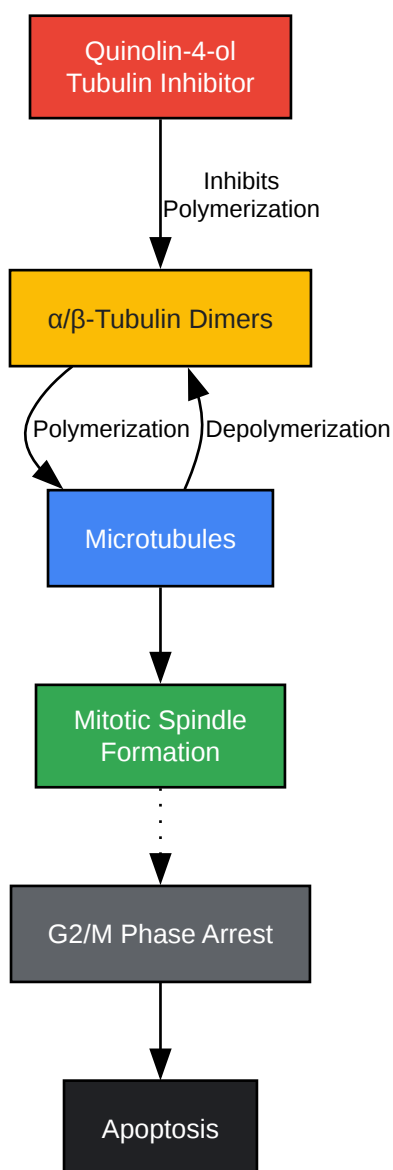 Quinolin-4-ol
Tubulin Inhibitor
Inhibits
Polymerization
α/β-Tubulin Dimers
Polymerization
Depolymerization
Microtubules
Mitotic Spindle
Formation
G2/M Phase Arrest
Apoptosis